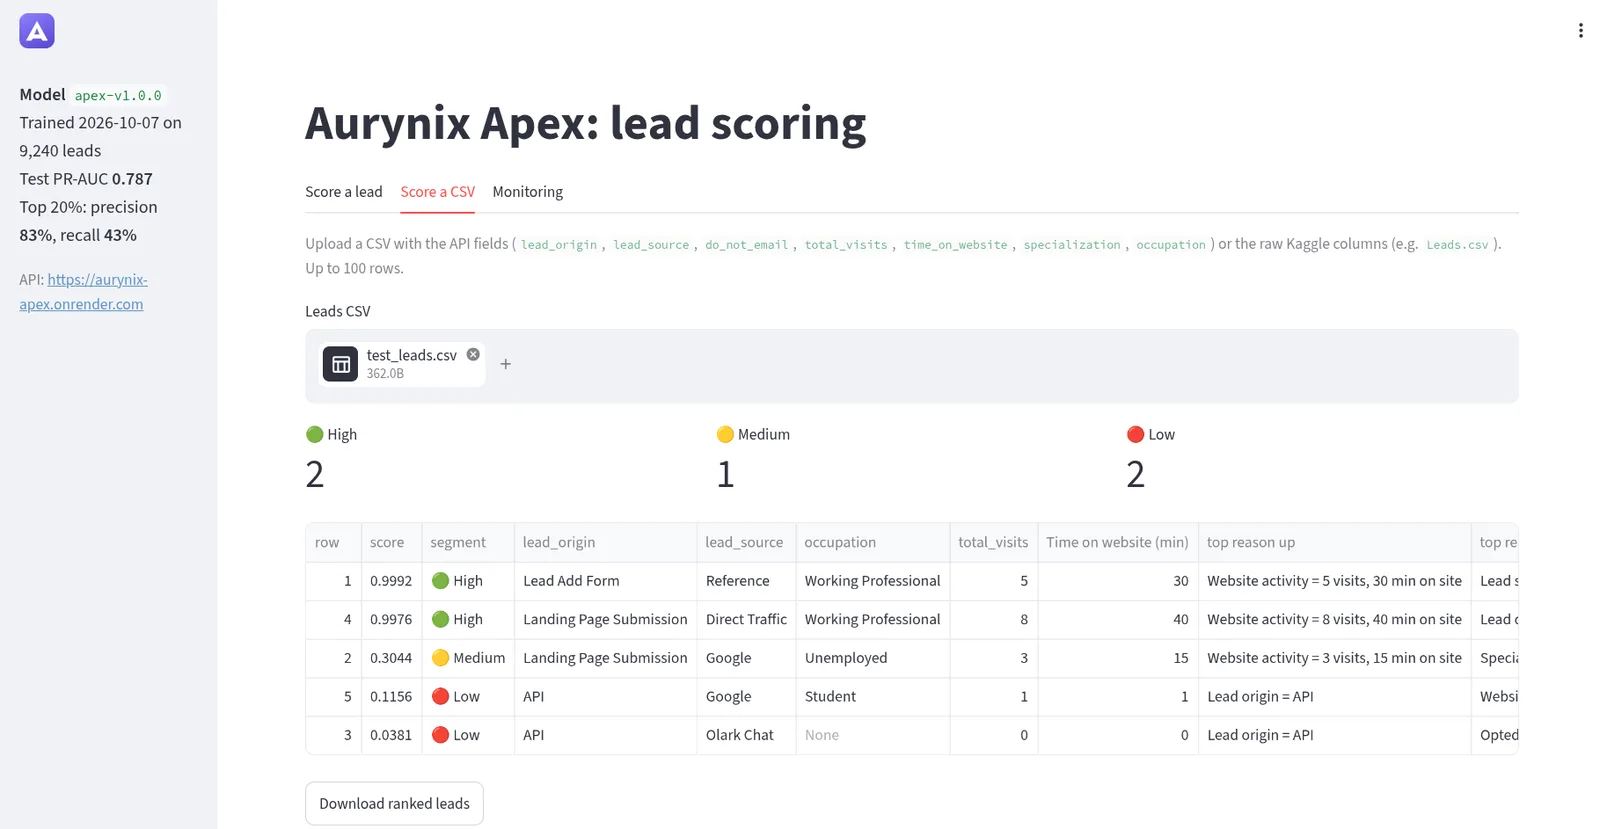 Model apex-v1.0.0
Trained 2026-10-07 on
9,240 leads
Test PR-AUC 0.787
Top 20%: precision
83%, recall 43%
API: https://aurynix-
apex.onrender.com
Aurynix Apex: lead scoring
Score a lead Score a CSV Monitoring
Upload a CSV with the API fields ( lead_origin , lead_source , do_not_email , total_visits , time_on_website , specialization , occupation ) or the raw Kaggle columns (e.g. Leads.csv ).
Up to 100 rows.
Leads CSV
test_leads.csv
362.0B
High Medium Low
2 1 2
row score segment lead_origin lead_source occupation total_visits Time on website (min) top reason up top re
1 0.9992 High Lead Add Form Reference Working Professional 5 30 Website activity = 5 visits, 30 min on site Lead s
4 0.9976 High Landing Page Submission Direct Traffic Working Professional 8 40 Website activity = 8 visits, 40 min on site Lead o
2 0.3044 Medium Landing Page Submission Google Unemployed 3 15 Website activity = 3 visits, 15 min on site Specia
5 0.1156 Low API Google Student 1 1 Lead origin = API Websi
3 0.0381 Low API Olark Chat None 0 0 Lead origin = API Opted
Download ranked leads